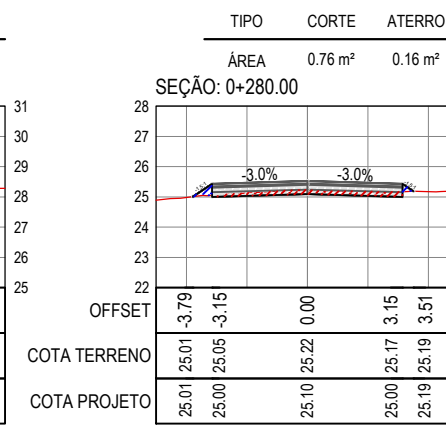 TIPO CORTE ATERRO
ÁREA 0.76 m² 0.16 m²
SEÇÃO: 0+280.00
31
30
29
28
27
26
25
28
27
26
25
24
23
22
-3.0% -3.0%
OFFSET -3.79 -3.15 0.00 3.15 3.51
COTA TERRENO 25.01 25.05 25.22 25.17 25.19
COTA PROJETO 25.01 25.00 25.10 25.00 25.19